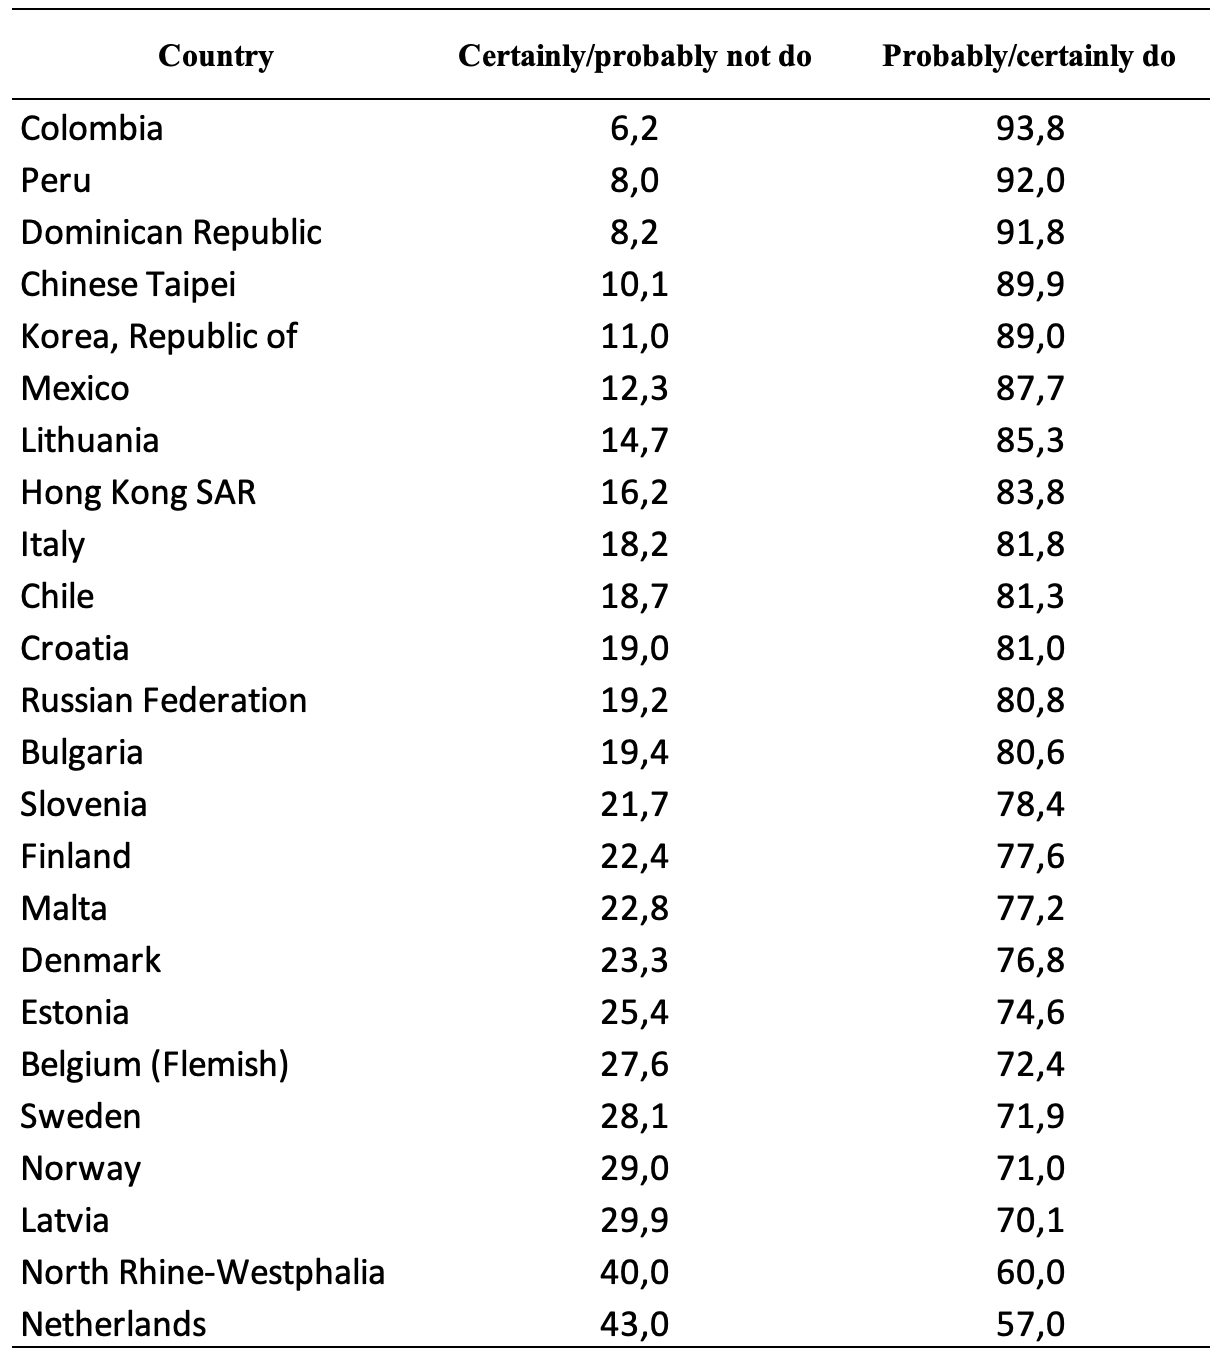 Country Certainly/probably not do Probably/certainly do
Colombia 6,2 93,8
Peru 8,0 92,0
Dominican Republic 8,2 91,8
Chinese Taipei 10,1 89,9
Korea, Republic of 11,0 89,0
Mexico 12,3 87,7
Lithuania 14,7 85,3
Hong Kong SAR 16,2 83,8
Italy 18,2 81,8
Chile 18,7 81,3
Croatia 19,0 81,0
Russian Federation 19,2 80,8
Bulgaria 19,4 80,6
Slovenia 21,7 78,4
Finland 22,4 77,6
Malta 22,8 77,2
Denmark 23,3 76,8
Estonia 25,4 74,6
Belgium (Flemish) 27,6 72,4
Sweden 28,1 71,9
Norway 29,0 71,0
Latvia 29,9 70,1
North Rhine-Westphalia 40,0 60,0
Netherlands 43,0 57,0